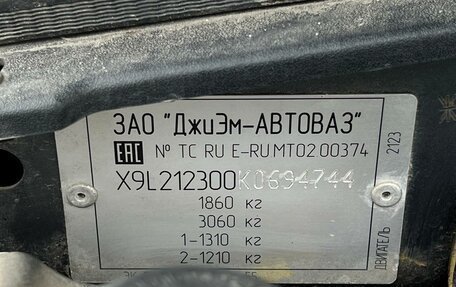 ЗАО "ДжиЭм-АВТОВАЗ"
EAC № ТС RU E-RU.MT02.00374
X9L212300K0694744
1860 кг
3060 кг
1-1310 кг
2-1210 кг
2123
ДВИГАТЕЛЬ